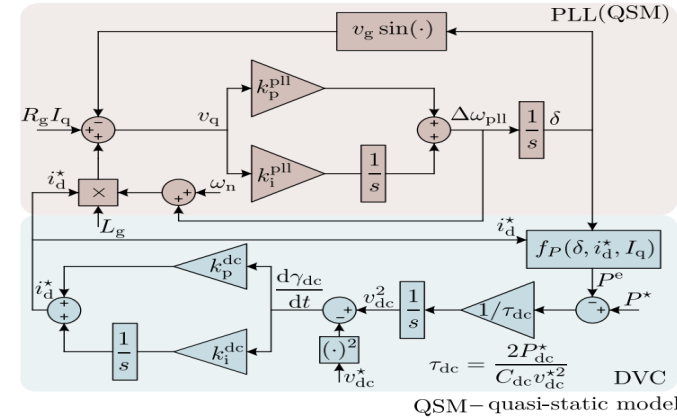 PLL(QSM)
v_g sin(·)
R_g I_q
v_q
k_p^pll
k_i^pll
1/s
Δω_pll
1/s
δ
i_d^⋆
×
ω_n
L_g
i_d^⋆
f_P(δ, i_d^⋆, I_q)
P^e
P^⋆
i_d^⋆
k_p^dc
dγ_dc/dt
v_dc^2
1/s
1/τ_dc
1/s
k_i^dc
(·)^2
v_dc^⋆
τ_dc = 2P_dc^⋆/C_dc v_dc^⋆2
DVC
QSM−quasi-static model